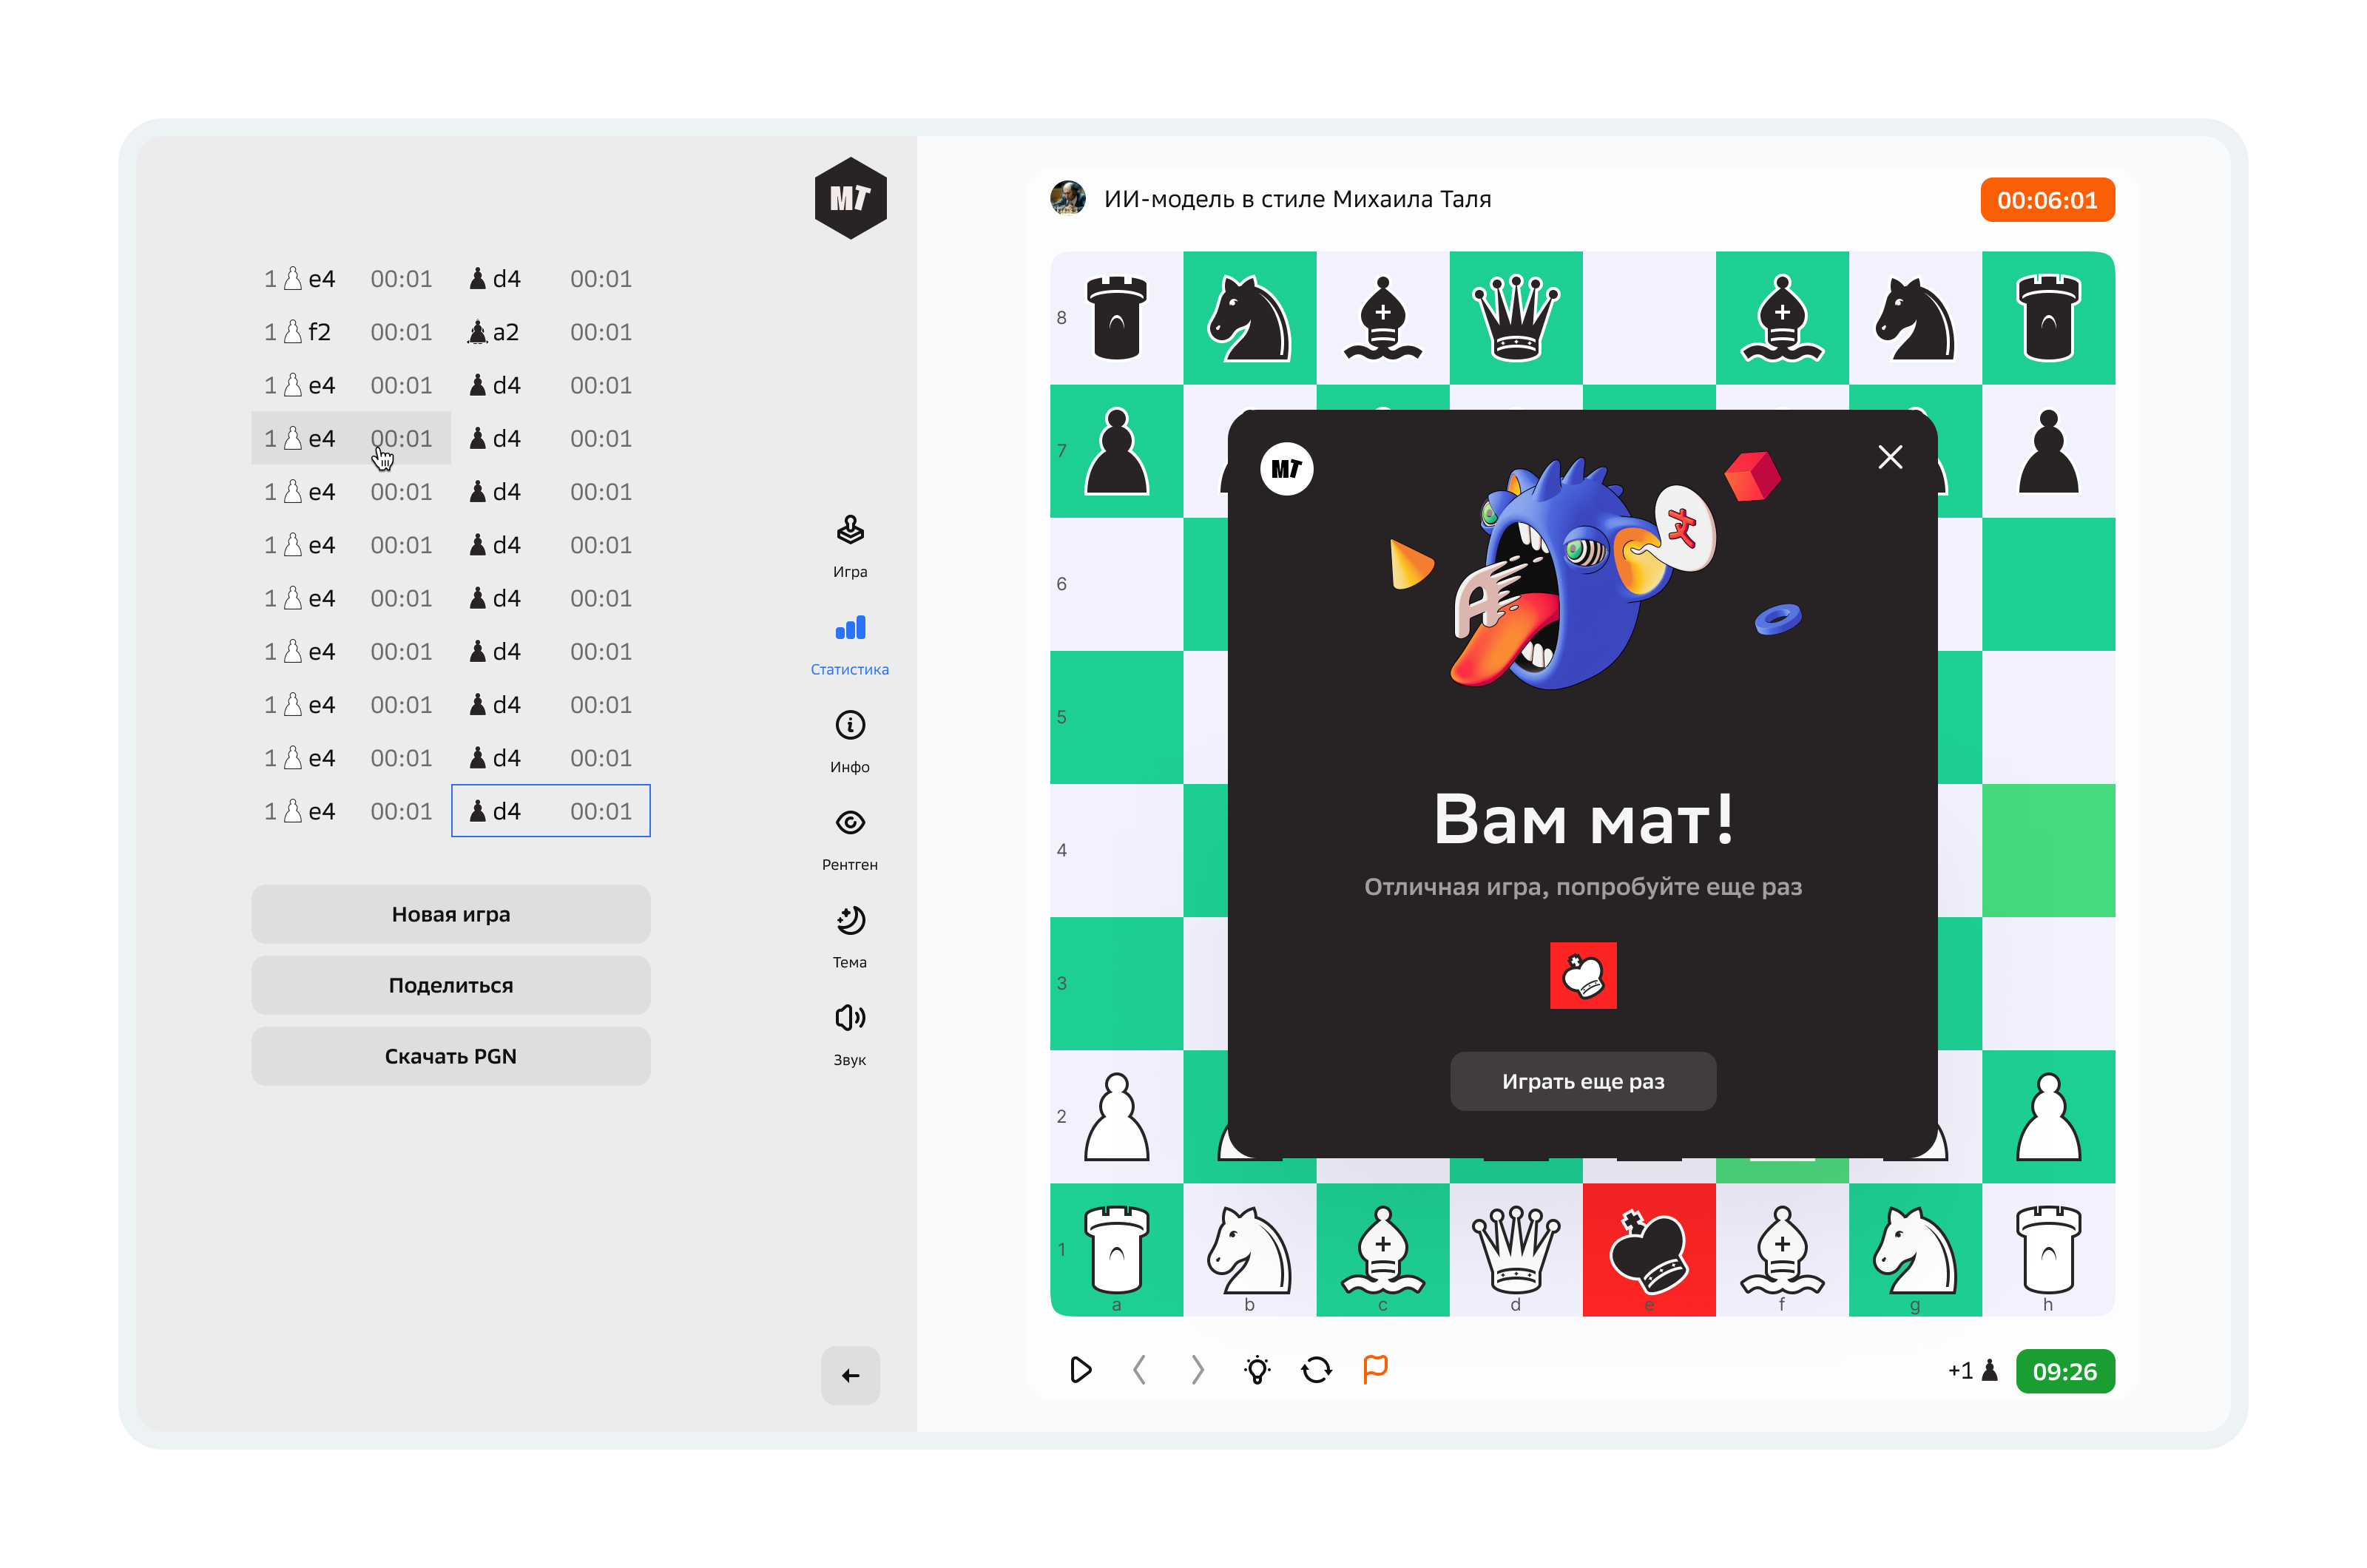 МТ
1 e4 00:01 d4 00:01
1 f2 00:01 a2 00:01
1 e4 00:01 d4 00:01
1 e4 00:01 d4 00:01
1 e4 00:01 d4 00:01
1 e4 00:01 d4 00:01
1 e4 00:01 d4 00:01
1 e4 00:01 d4 00:01
1 e4 00:01 d4 00:01
1 e4 00:01 d4 00:01
1 e4 00:01 d4 00:01
Новая игра
Поделиться
Скачать PGN
Игра
Статистика
Инфо
Рентген
Тема
Звук
ИИ-модель в стиле Михаила Таля
00:06:01
8
7
6
5
4
3
2
1
a b c d e f g h
МТ
Вам мат!
Отличная игра, попробуйте еще раз
Играть еще раз
+1
09:26